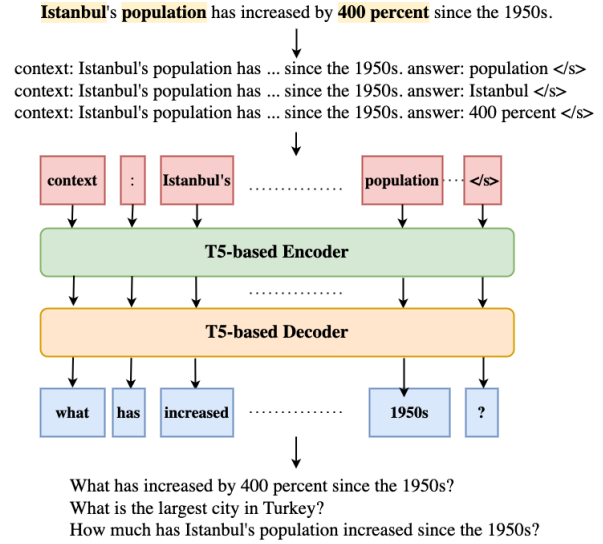 Istanbul's population has increased by 400 percent since the 1950s.
context: Istanbul's population has ... since the 1950s. answer: population </s>
context: Istanbul's population has ... since the 1950s. answer: Istanbul </s>
context: Istanbul's population has ... since the 1950s. answer: 400 percent </s>
context : Istanbul's .................... population ..... </s>
T5-based Encoder
....................
T5-based Decoder
what has increased .................... 1950s ?
What has increased by 400 percent since the 1950s?
What is the largest city in Turkey?
How much has Istanbul's population increased since the 1950s?